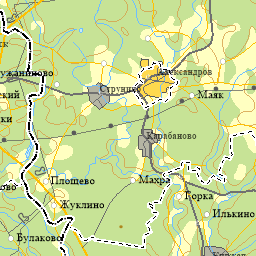 Александров
Струнино
Маяк
Карабаново
Площево
Махра
Жуклино
Горка
Илькино
Булаково